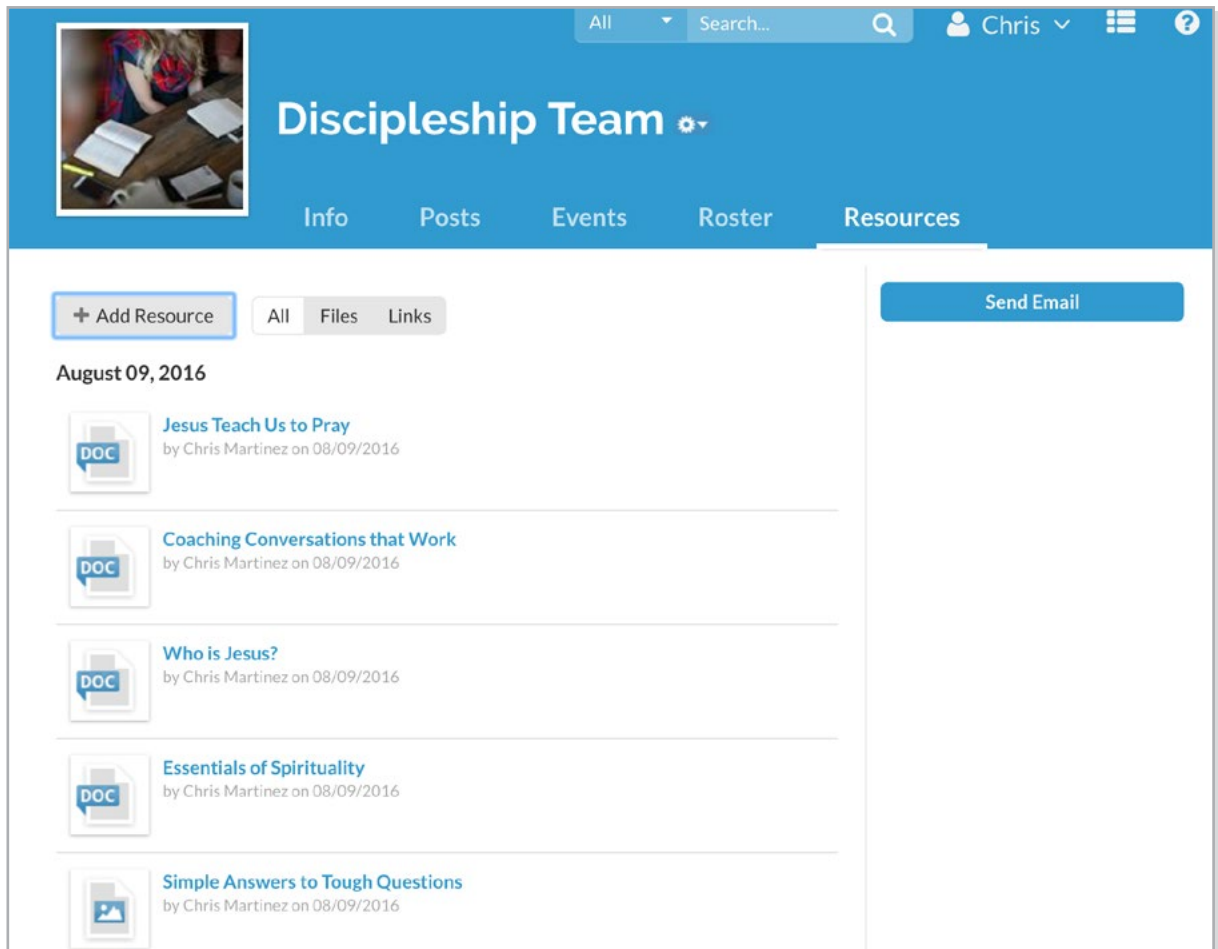 All
Search...
Chris
Discipleship Team
Info
Posts
Events
Roster
Resources
+ Add Resource
All
Files
Links
Send Email
August 09, 2016
DOC
Jesus Teach Us to Pray
by Chris Martinez on 08/09/2016
DOC
Coaching Conversations that Work
by Chris Martinez on 08/09/2016
DOC
Who is Jesus?
by Chris Martinez on 08/09/2016
DOC
Essentials of Spirituality
by Chris Martinez on 08/09/2016
Simple Answers to Tough Questions
by Chris Martinez on 08/09/2016